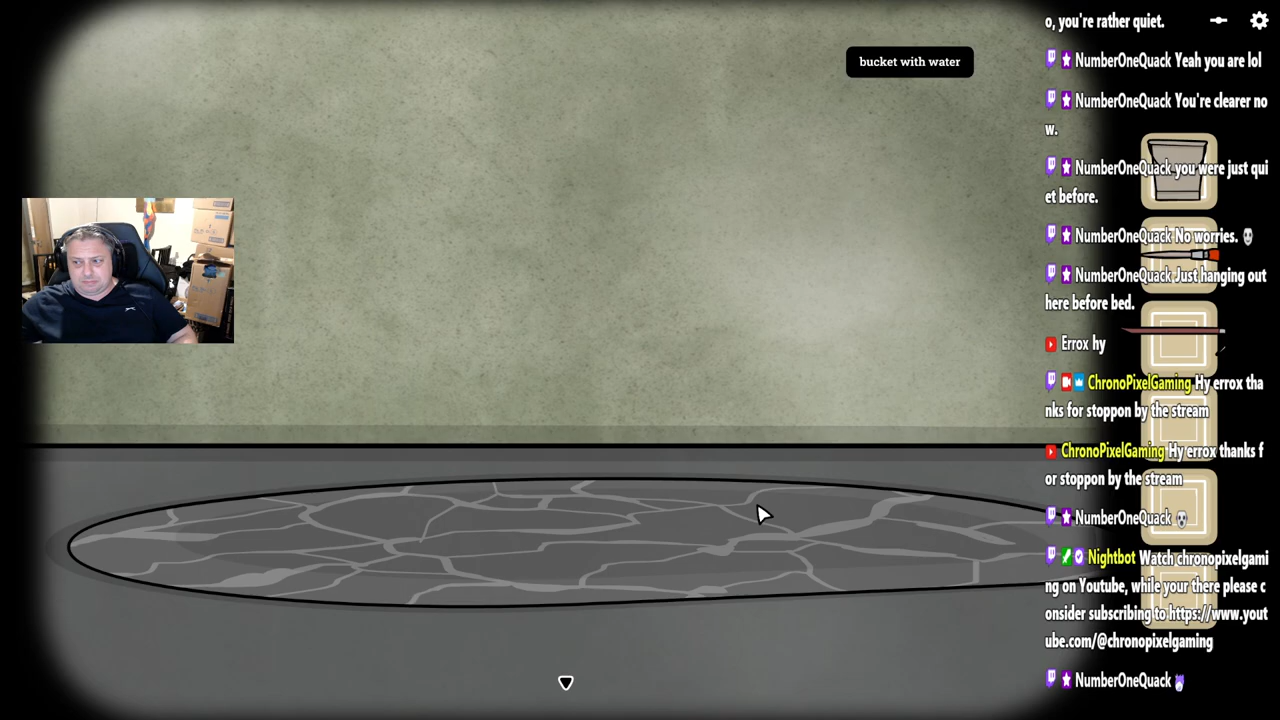 o, you're rather quiet.
bucket with water
NumberOneQuack Yeah you are lol
NumberOneQuack You're clearer no
w.
NumberOneQuack you were just qui
et before.
NumberOneQuack No worries.
NumberOneQuack Just hanging out
here before bed.
Errox hy
ChronoPixelGaming Hy errox tha
nks for stoppon by the stream
ChronoPixelGaming Hy errox thanks f
or stoppon by the stream
NumberOneQuack
Nightbot Watch chronopixelgami
ng on Youtube, while your there please c
onsider subscribing to https://www.yout
ube.com/@chronopixelgaming
NumberOneQuack